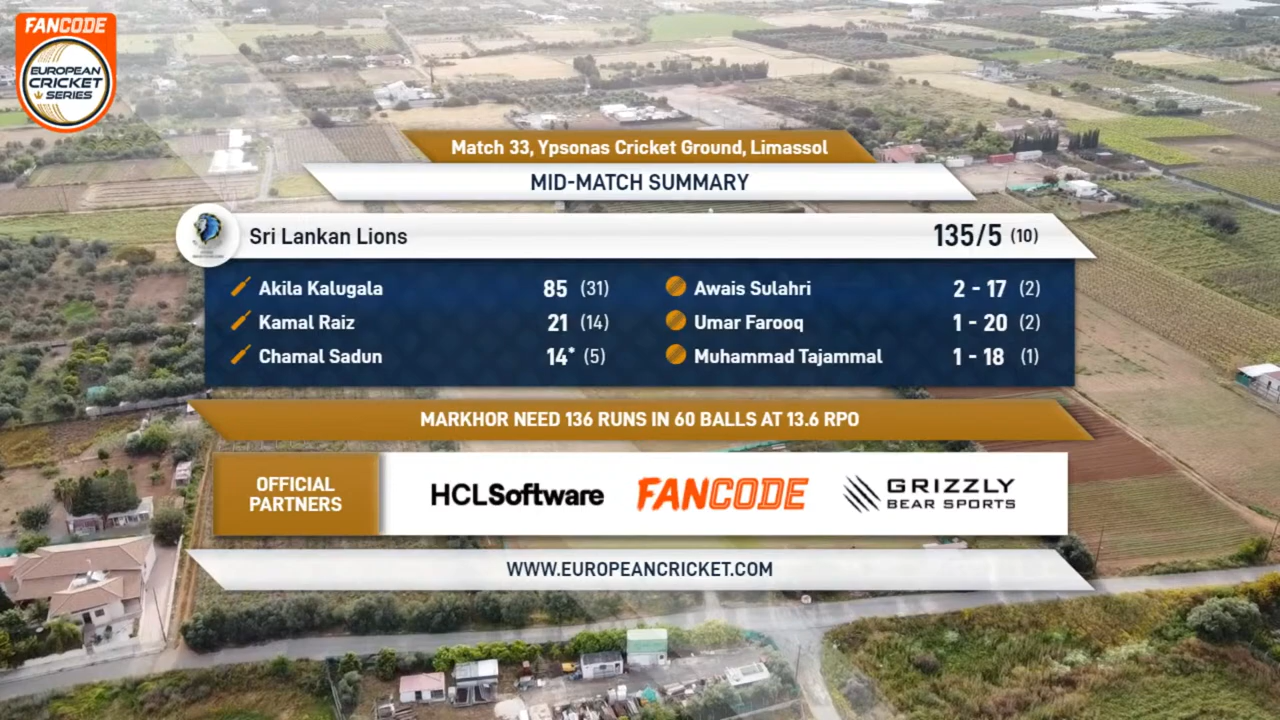 FANCODE
EUROPEAN
CRICKET
SERIES
Match 33, Ypsonas Cricket Ground, Limassol
MID-MATCH SUMMARY
Sri Lankan Lions 135/5 (10)
Akila Kalugala 85 (31) Awais Sulahri 2 - 17 (2)
Kamal Raiz 21 (14) Umar Farooq 1 - 20 (2)
Chamal Sadun 14* (5) Muhammad Tajammal 1 - 18 (1)
MARKHOR NEED 136 RUNS IN 60 BALLS AT 13.6 RPO
OFFICIAL
PARTNERS
HCLSoftware FANCODE GRIZZLY
BEAR SPORTS
WWW.EUROPEANCRICKET.COM